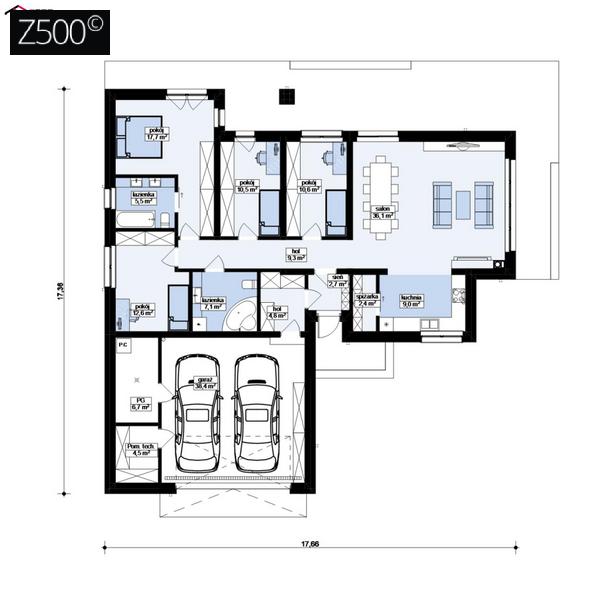 Z500©
pokój
17,7 m²
łazienka
5,5 m²
pokój
10,5 m²
pokój
10,6 m²
salon
36,1 m²
hol
9,3 m²
sień
2,7 m²
spiżarka
2,4 m²
kuchnia
9,0 m²
pokój
12,6 m²
łazienka
7,1 m²
hol
4,6 m²
PC
garaż
38,4 m²
PG
6,7 m²
Pom. tech.
4,5 m²
17,36
17,66